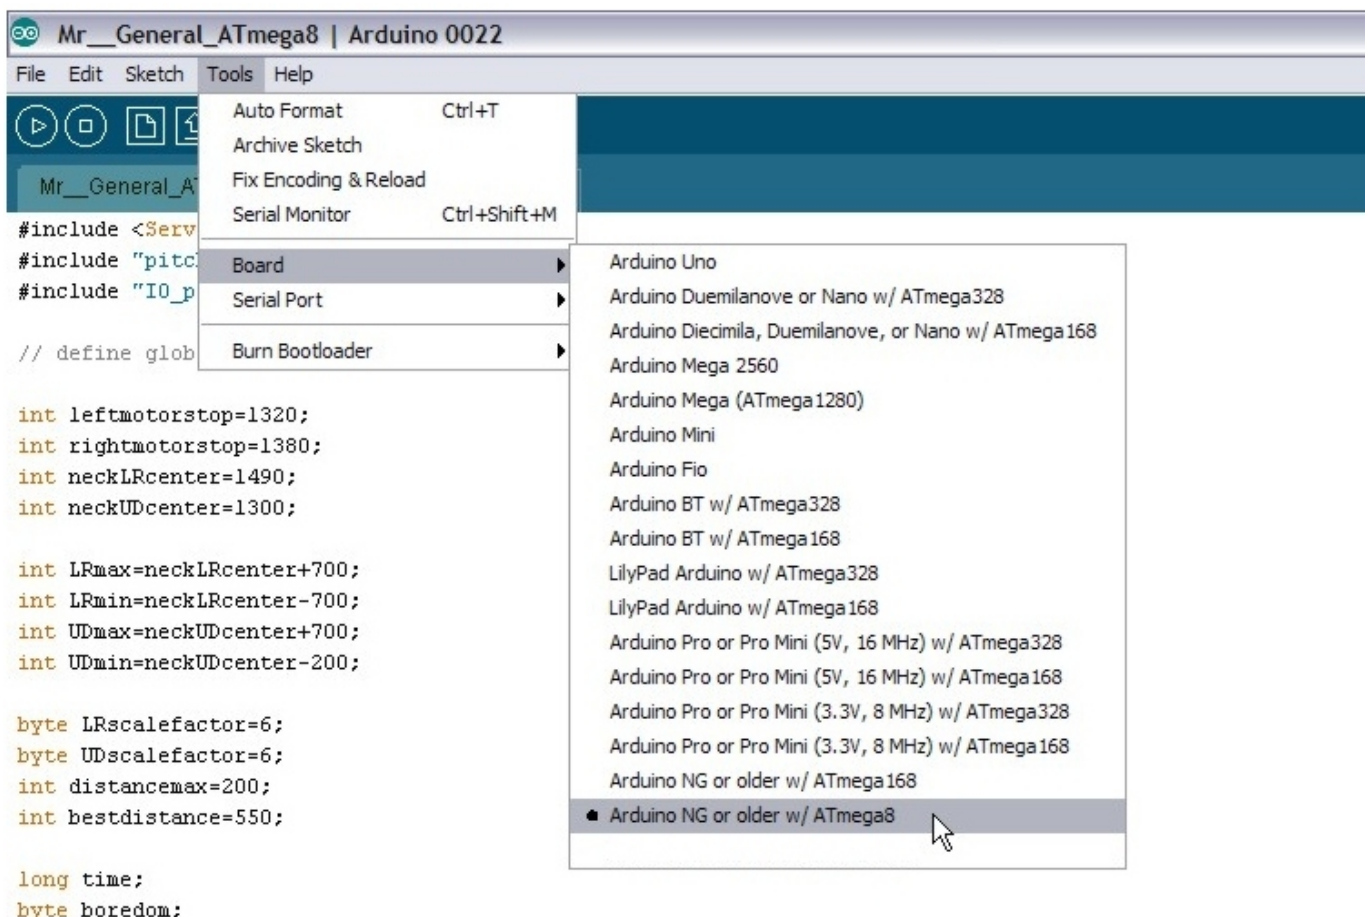 Mr__General_ATmega8 | Arduino 0022
File Edit Sketch Tools Help
Auto Format Ctrl+T
Archive Sketch
Fix Encoding & Reload
Serial Monitor Ctrl+Shift+M
Board
Serial Port
Burn Bootloader
Arduino Uno
Arduino Duemilanove or Nano w/ ATmega328
Arduino Diecimila, Duemilanove, or Nano w/ ATmega168
Arduino Mega 2560
Arduino Mega (ATmega1280)
Arduino Mini
Arduino Fio
Arduino BT w/ ATmega328
Arduino BT w/ ATmega168
LilyPad Arduino w/ ATmega328
LilyPad Arduino w/ ATmega168
Arduino Pro or Pro Mini (5V, 16 MHz) w/ ATmega328
Arduino Pro or Pro Mini (5V, 16 MHz) w/ ATmega168
Arduino Pro or Pro Mini (3.3V, 8 MHz) w/ ATmega328
Arduino Pro or Pro Mini (3.3V, 8 MHz) w/ ATmega168
Arduino NG or older w/ ATmega168
Arduino NG or older w/ ATmega8
Mr__General_A
#include <Serv
#include "pitc
#include "IO_p
// define glob
int leftmotorstop=1320;
int rightmotorstop=1380;
int neckLRcenter=1490;
int neckUDcenter=1300;
int LRmax=neckLRcenter+700;
int LRmin=neckLRcenter-700;
int UDmax=neckUDcenter+700;
int UDmin=neckUDcenter-200;
byte LRscalefactor=6;
byte UDscalefactor=6;
int distancemax=200;
int bestdistance=550;
long time;
byte boredom;